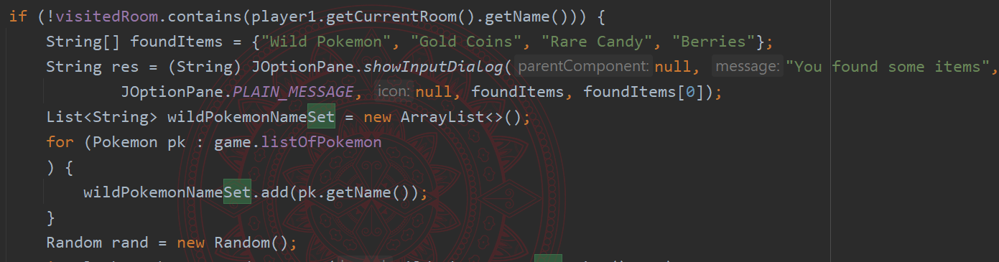 if (!visitedRoom.contains(player1.getCurrentRoom().getName())) {
String[] foundItems = {"Wild Pokemon", "Gold Coins", "Rare Candy", "Berries"};
String res = (String) JOptionPane.showInputDialog( parentComponent: null, message: "You found some items",
JOptionPane.PLAIN_MESSAGE, icon: null, foundItems, foundItems[0]);
List<String> wildPokemonNameSet = new ArrayList<>();
for (Pokemon pk : game.listOfPokemon
) {
wildPokemonNameSet.add(pk.getName());
}
Random rand = new Random();